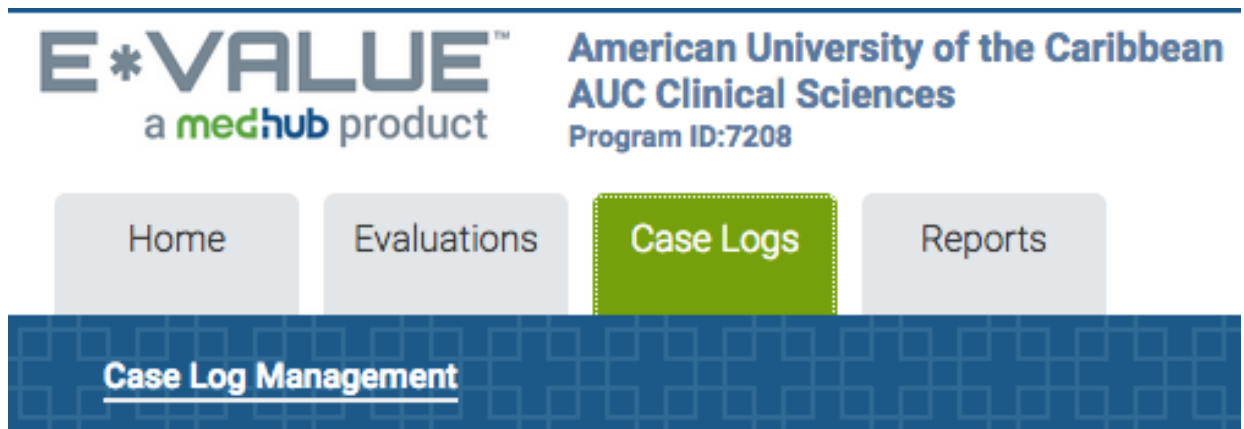 E*VALUE™
a medhub product
American University of the Caribbean
AUC Clinical Sciences
Program ID:7208
Home
Evaluations
Case Logs
Reports
Case Log Management